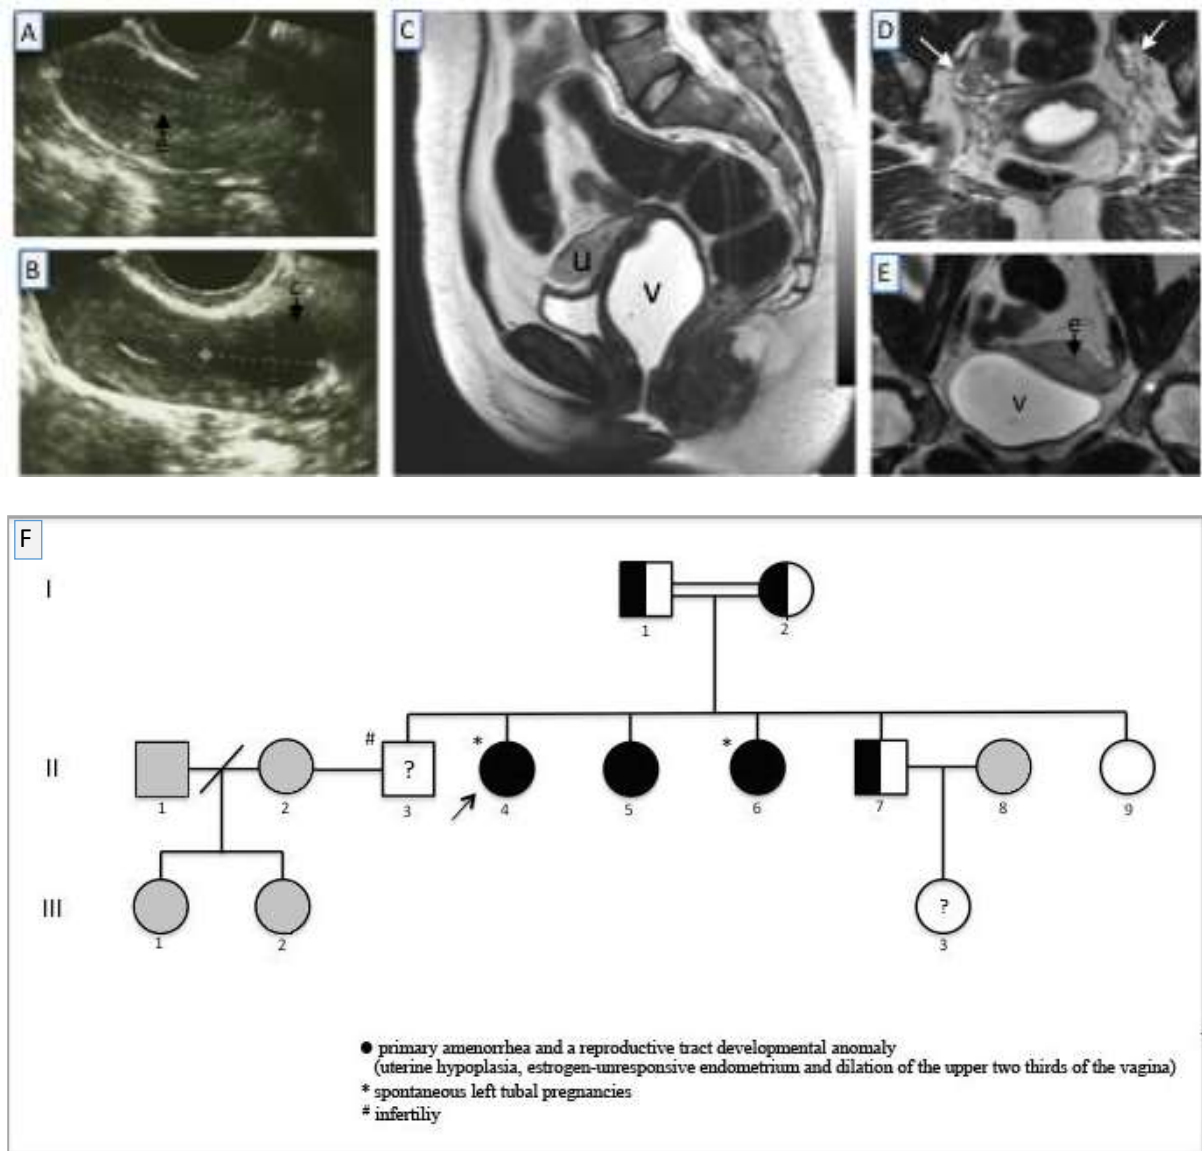 A
B
c
C
u
v
D
E
e
v
F
I
1
2
II
1
2
#
?
3
*
4
5
*
6
7
8
9
III
1
2
?
3
primary amenorrhea and a reproductive tract developmental anomaly
(uterine hypoplasia, estrogen-unresponsive endometrium and dilation of the upper two thirds of the vagina)
* spontaneous left tubal pregnancies
# infertiliy